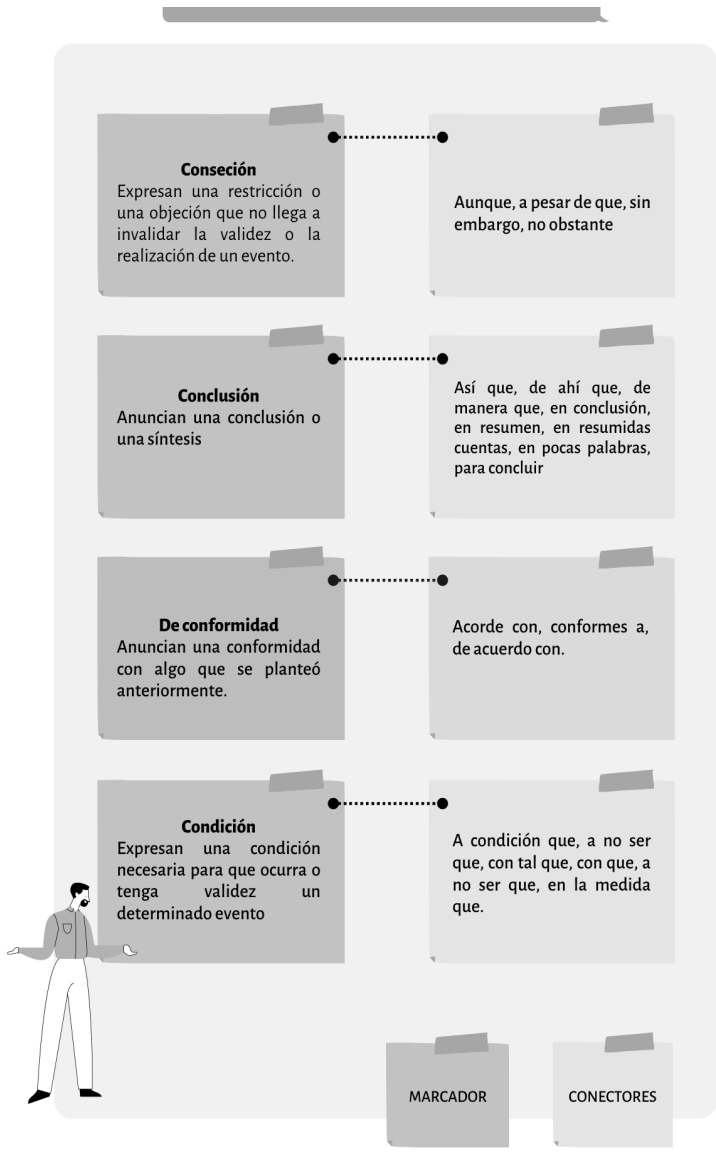 Conseción
Expresan una restricción o
una objeción que no llega a
invalidar la validez o la
realización de un evento.
Aunque, a pesar de que, sin
embargo, no obstante
Conclusión
Anuncian una conclusión o
una síntesis
Así que, de ahí que, de
manera que, en conclusión,
en resumen, en resumidas
cuentas, en pocas palabras,
para concluir
De conformidad
Anuncian una conformidad
con algo que se planteó
anteriormente.
Acorde con, conformes a,
de acuerdo con.
Condición
Expresan una condición
necesaria para que ocurra o
tenga validez un
determinado evento
A condición que, a no ser
que, con tal que, con que, a
no ser que, en la medida
que.
MARCADOR
CONECTORES